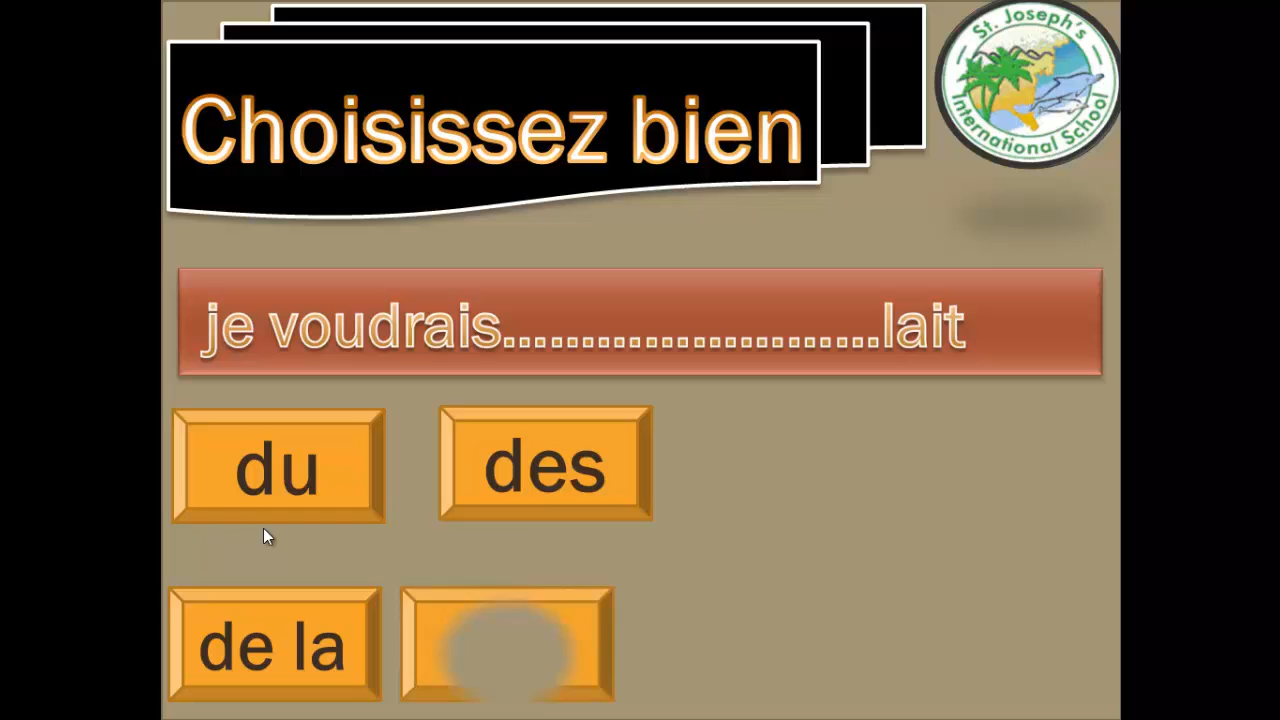 St. Joseph's
International School
Choisissez bien
je voudrais.........................lait
du
des
de la